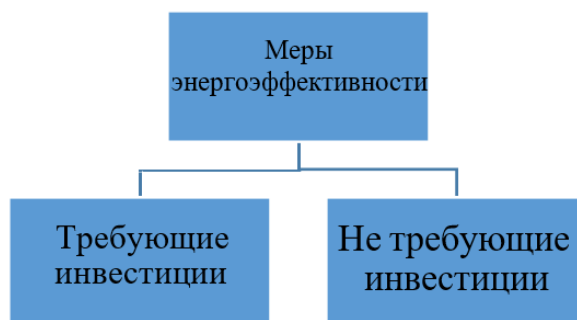 Меры
энергоэффективности
Требующие
инвестиции
Не требующие
инвестиции